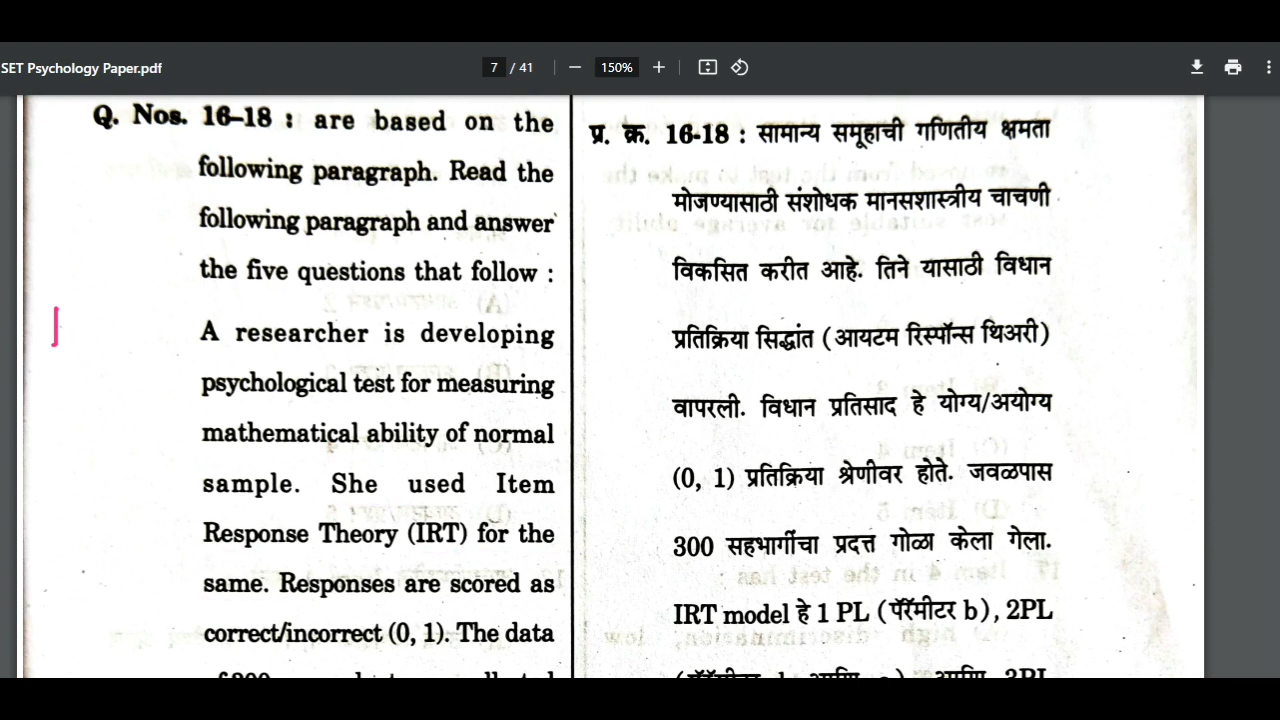 SET Psychology Paper.pdf
7 / 41
150%
Q. Nos. 16–18 : are based on the
following paragraph. Read the
following paragraph and answer
the five questions that follow :
A researcher is developing
psychological test for measuring
mathematical ability of normal
sample. She used Item
Response Theory (IRT) for the
same. Responses are scored as
correct/incorrect (0, 1). The data
प्र. क्र. 16-18 : सामान्य समूहाची गणितीय क्षमता
मोजण्यासाठी संशोधक मानसशास्त्रीय चाचणी
विकसित करीत आहे. तिने यासाठी विधान
प्रतिक्रिया सिद्धांत (आयटम रिस्पॉन्स थिअरी)
वापरली. विधान प्रतिसाद हे योग्य/अयोग्य
(0, 1) प्रतिक्रिया श्रेणीवर होते. जवळपास
300 सहभागींचा प्रदत्त गोळा केला गेला.
IRT model हे 1 PL (पॅरॅमीटर b), 2PL